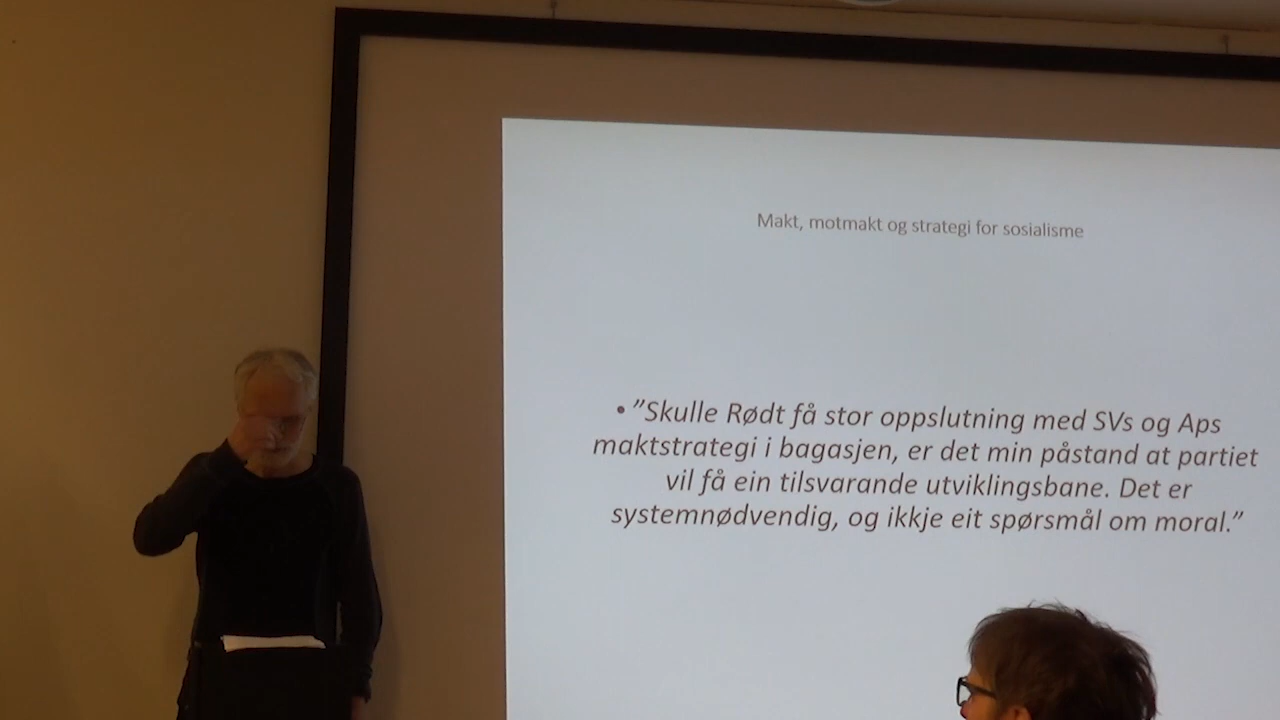 Makt, motmakt og strategi for sosialisme
• ”Skulle Rødt få stor oppslutning med SVs og Aps
maktstrategi i bagasjen, er det min påstand at partiet
vil få ein tilsvarande utviklingsbane. Det er
systemnødvendig, og ikkje eit spørsmål om moral.”